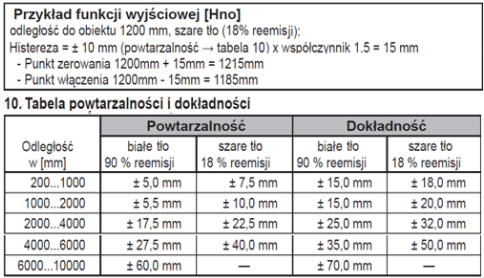 Przykład funkcji wyjściowej [Hno]
odległość do obiektu 1200 mm, szare tło (18% reemisji):
Histereza = ± 10 mm (powtarzalność → tabela 10) x współczynnik 1.5 = 15 mm
- Punkt zerowania 1200mm + 15mm = 1215mm
- Punkt włączenia 1200mm - 15mm = 1185mm
10. Tabela powtarzalności i dokładności
Powtarzalność Dokładność
Odległość w [mm] białe tło 90 % reemisji szare tło 18 % reemisji białe tło 90 % reemisji szare tło 18 % reemisji
200...1000 ± 5,0 mm ± 7,5 mm ± 15,0 mm ± 18,0 mm
1000...2000 ± 5,5 mm ± 10,0 mm ± 15,0 mm ± 20,0 mm
2000...4000 ± 17,5 mm ± 22,5 mm ± 25,0 mm ± 32,0 mm
4000...6000 ± 27,5 mm ± 40,0 mm ± 35,0 mm ± 50,0 mm
6000...10000 ± 60,0 mm — ± 70,0 mm —